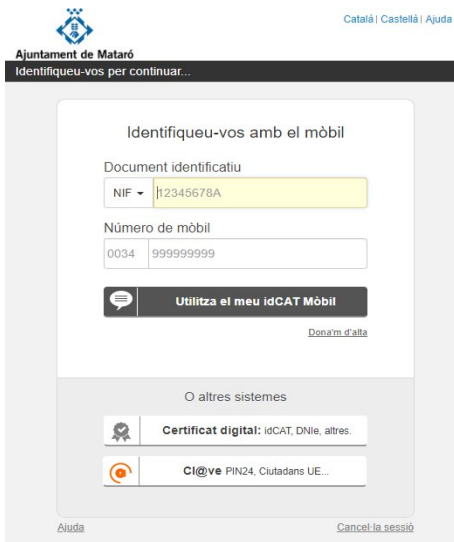 Català | Castellà | Ajuda
Ajuntament de Mataró
Identifiqueu-vos per continuar...
Identifiqueu-vos amb el mòbil
Document identificatiu
NIF 12345678A
Número de mòbil
0034 999999999
Utilitza el meu idCAT Mòbil
Dona'm d'alta
O altres sistemes
Certificat digital: idCAT, DNIe, altres.
Cl@ve PIN24, Ciutadans UE...
Ajuda Cancel·la sessió